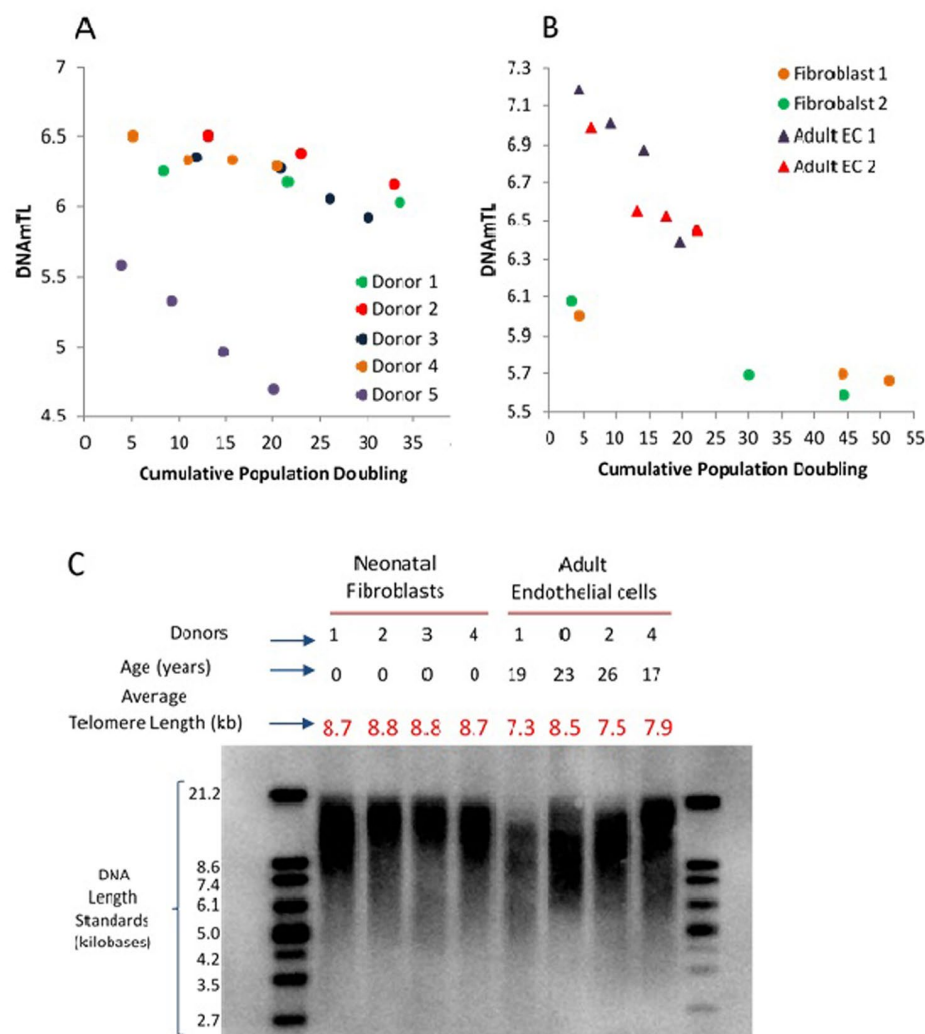 A
7
6.5
6
5.5
5
4.5
DNAmTL
0 5 10 15 20 25 30 35
Cumulative Population Doubling
Donor 1
Donor 2
Donor 3
Donor 4
Donor 5
B
7.3
7.1
6.9
6.7
6.5
6.3
6.1
5.9
5.7
5.5
DNAmTL
0 5 10 15 20 25 30 35 40 45 50 55
Cumulative Population Doubling
Fibroblast 1
Fibrobalst 2
Adult EC 1
Adult EC 2
C
Neonatal
Fibroblasts
Adult
Endothelial cells
Donors 1 2 3 4 1 0 2 4
Age (years) 0 0 0 0 19 23 26 17
Average
Telomere Length (kb) 8.7 8.8 8.8 8.7 7.3 8.5 7.5 7.9
DNA
Length
Standards
(kilobases)
21.2
8.6
7.4
6.1
5.0
4.2
3.5
2.7